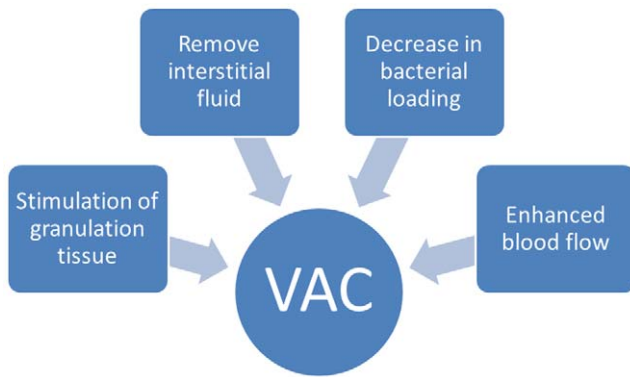 Remove
interstitial
fluid
Decrease in
bacterial
loading
Stimulation of
granulation
tissue
Enhanced
blood flow
VAC